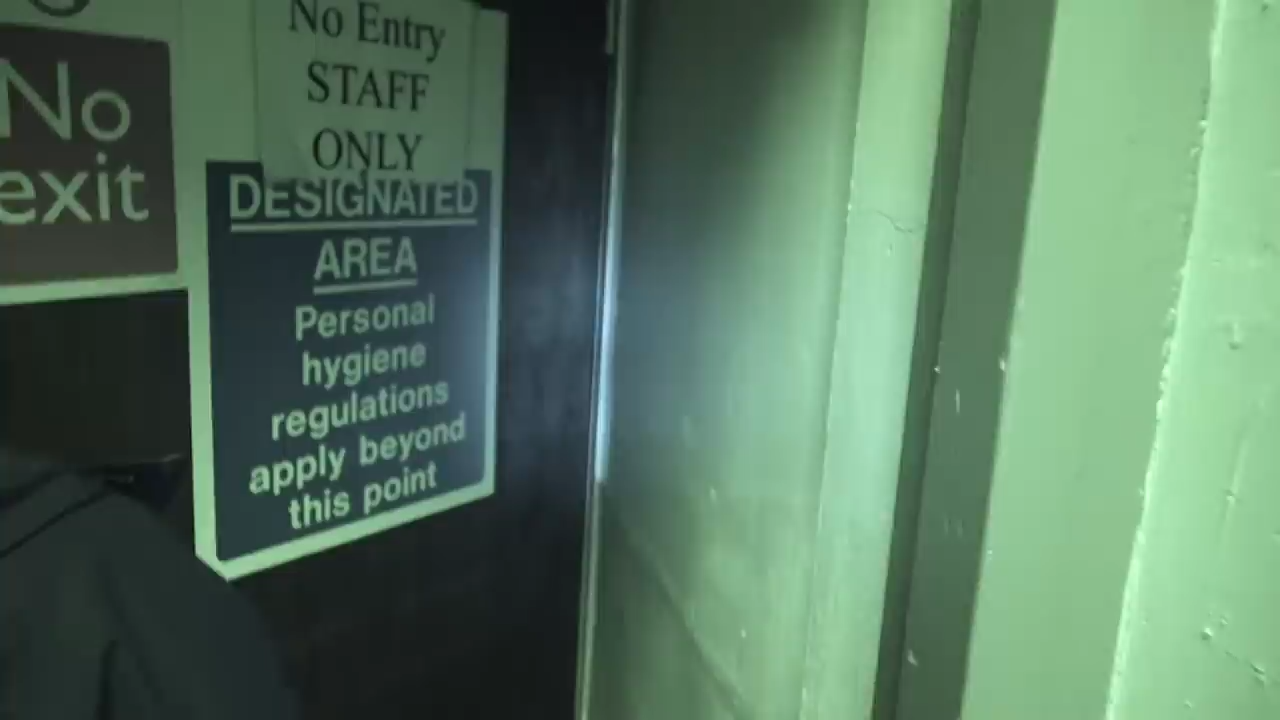 No
exit
No Entry
STAFF
ONLY
DESIGNATED
AREA
Personal
hygiene
regulations
apply beyond
this point